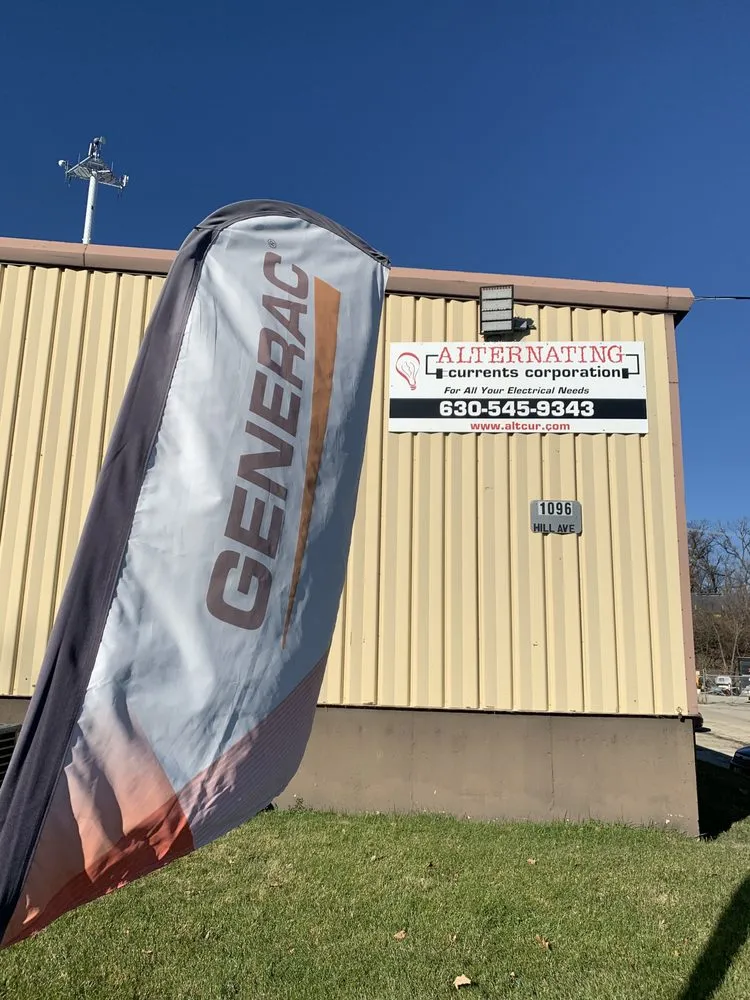 GENERAC®
ALTERNATING
currents corporation
For All Your Electrical Needs
630-545-9343
www.altcur.com
1096
HILL AVE